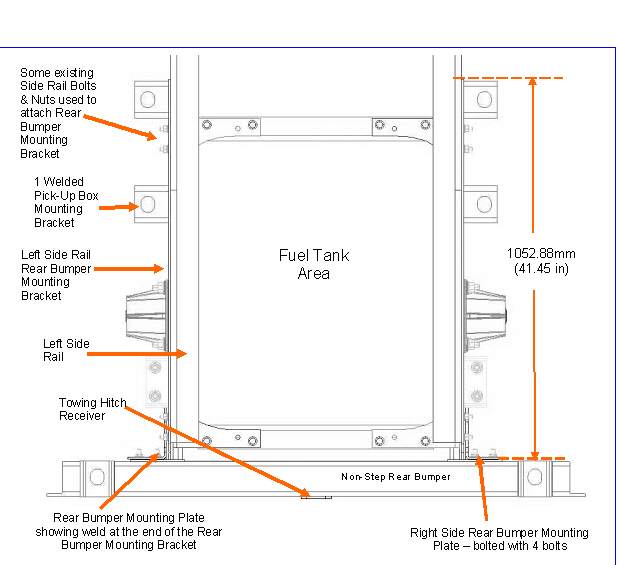 Some existing
Side Rail Bolts
& Nuts used to
attach Rear
Bumper
Mounting
Bracket
1 Welded
Pick-Up Box
Mounting
Bracket
Fuel Tank
Area
1052.88mm
(41.45 in)
Left Side Rail
Rear Bumper
Mounting
Bracket
Left Side
Rail
Towing Hitch
Receiver
Non-Step Rear Bumper
Rear Bumper Mounting Plate
showing weld at the end of the Rear
Bumper Mounting Bracket
Right Side Rear Bumper Mounting
Plate – bolted with 4 bolts